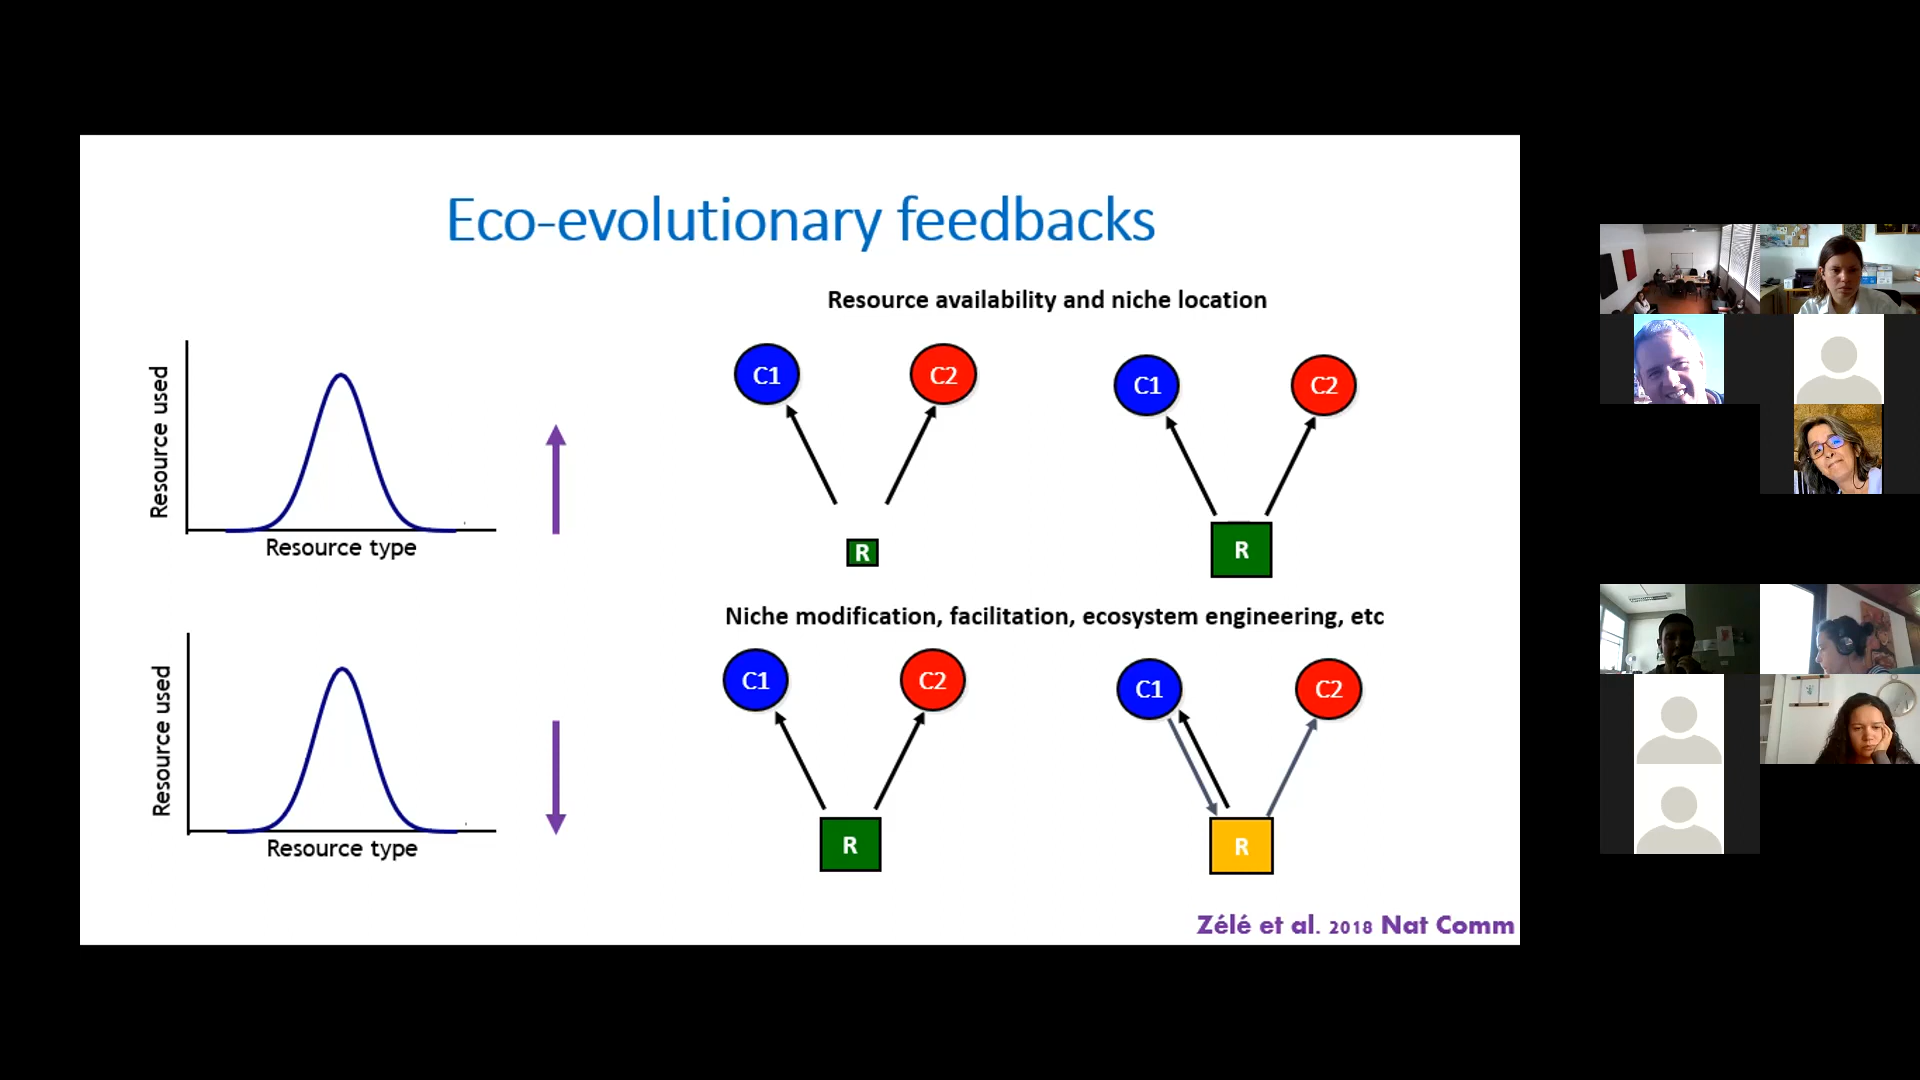 Eco-evolutionary feedbacks
Resource availability and niche location
Resource used
Resource type
C1
C2
R
C1
C2
R
Niche modification, facilitation, ecosystem engineering, etc
Resource used
Resource type
C1
C2
R
C1
C2
R
Zélé et al. 2018 Nat Comm